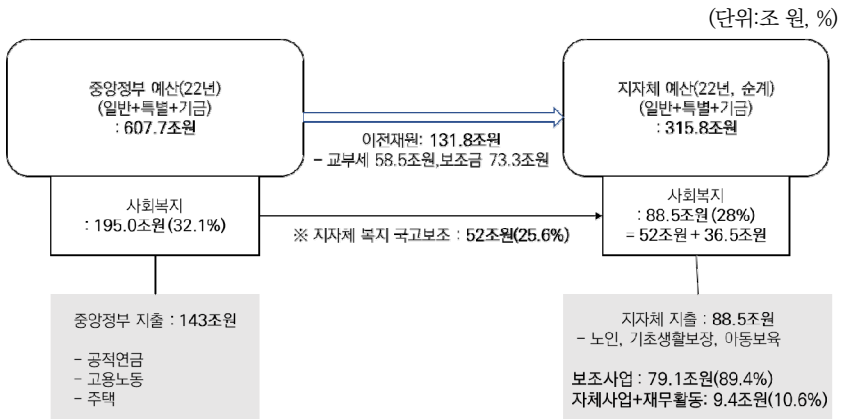 (단위:조 원, %)
중앙정부 예산(22년)
(일반+특별+기금)
: 607.7조원
이전재원: 131.8조원
- 교부세 58.5조원,보조금 73.3조원
지자체 예산(22년, 순계)
(일반+특별+기금)
: 315.8조원
사회복지
: 195.0조원(32.1%)
※ 지자체 복지 국고보조 : 52조원(25.6%)
사회복지
: 88.5조원(28%)
= 52조원+36.5조원
중앙정부 지출 : 143조원
- 공적연금
- 고용노동
- 주택
지자체 지출 : 88.5조원
- 노인, 기초생활보장, 아동보육
보조사업 : 79.1조원(89.4%)
자체사업+재무활동: 9.4조원(10.6%)